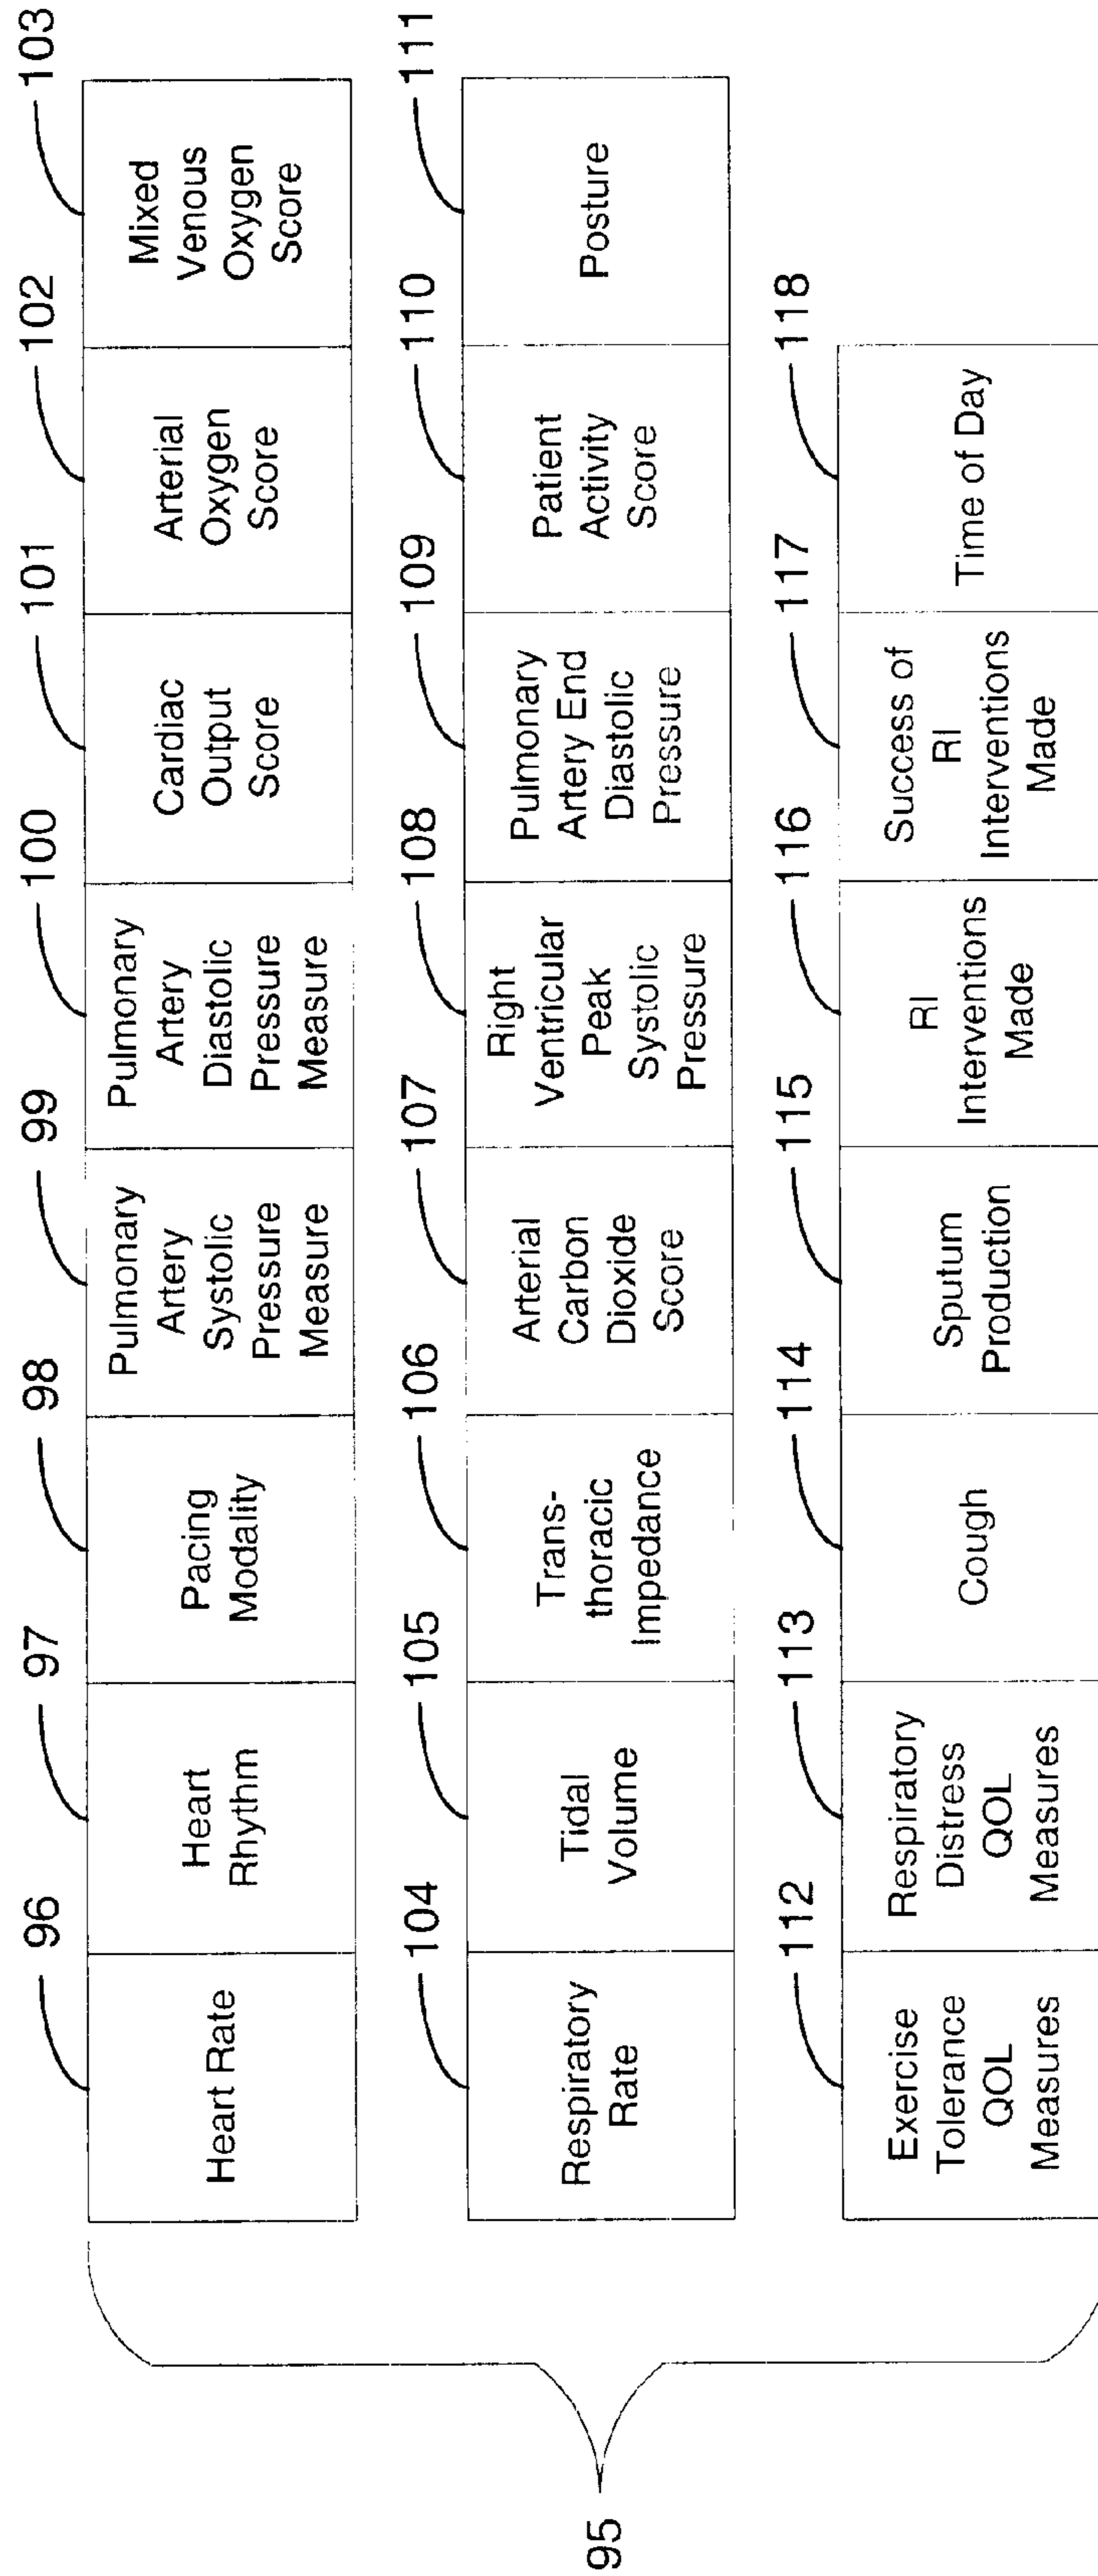 96
97
98
99
100
101
102
103
Heart Rate
Heart
Rhythm
Pacing
Modality
Pulmonary
Artery
Systolic
Pressure
Measure
Pulmonary
Artery
Diastolic
Pressure
Measure
Cardiac
Output
Score
Arterial
Oxygen
Score
Mixed
Venous
Oxygen
Score
104
105
106
107
108
109
110
111
Respiratory
Rate
Tidal
Volume
Trans-
thoracic
Impedance
Arterial
Carbon
Dioxide
Score
Right
Ventricular
Peak
Systolic
Pressure
Pulmonary
Artery End
Diastolic
Pressure
Patient
Activity
Score
Posture
95
112
113
114
115
116
117
118
Exercise
Tolerance
QOL
Measures
Respiratory
Distress
QOL
Measures
Cough
Sputum
Production
RI
Interventions
Made
Success of
RI
Interventions
Made
Time of Day